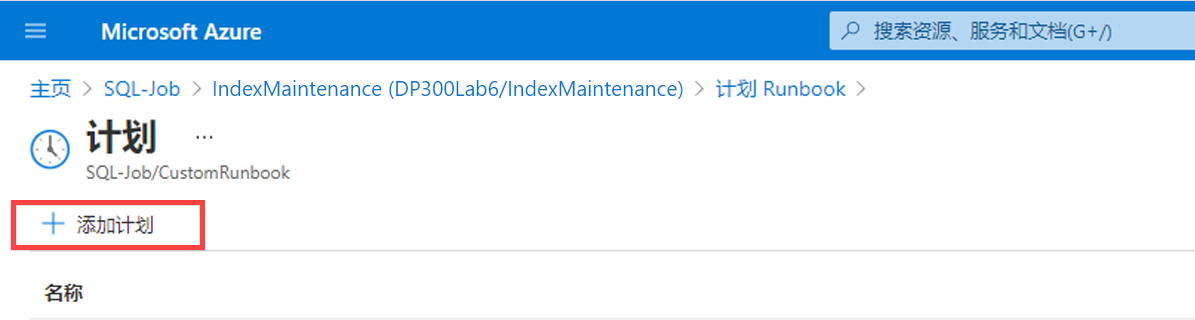 Microsoft Azure
搜索资源、服务和文档(G+/)
主页 > SQL-Job > IndexMaintenance (DP300Lab6/IndexMaintenance) > 计划 Runbook >
计划 ...
SQL-Job/CustomRunbook
+ 添加计划
名称